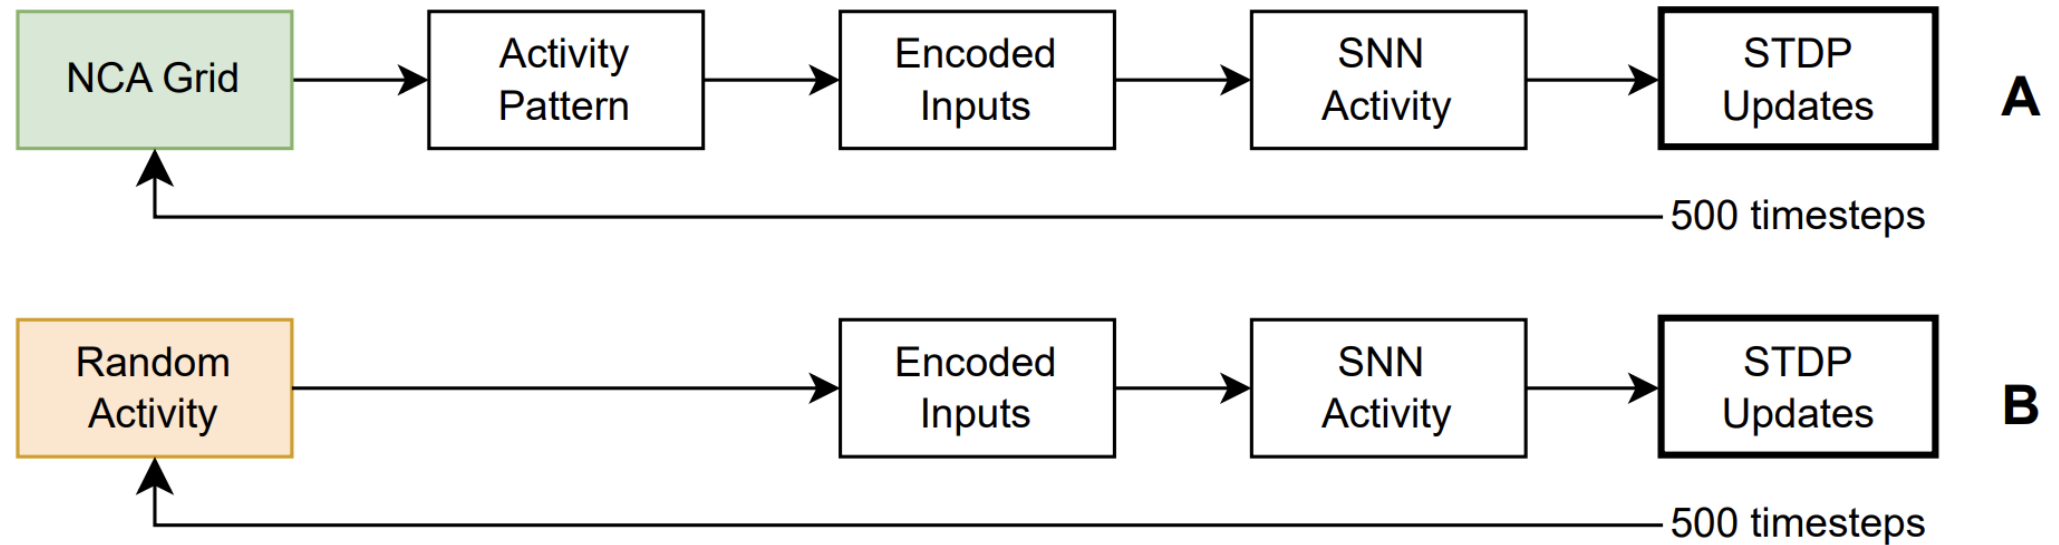 NCA Grid
Activity
Pattern
Encoded
Inputs
SNN
Activity
STDP
Updates
A
500 timesteps
Random
Activity
Encoded
Inputs
SNN
Activity
STDP
Updates
B
500 timesteps